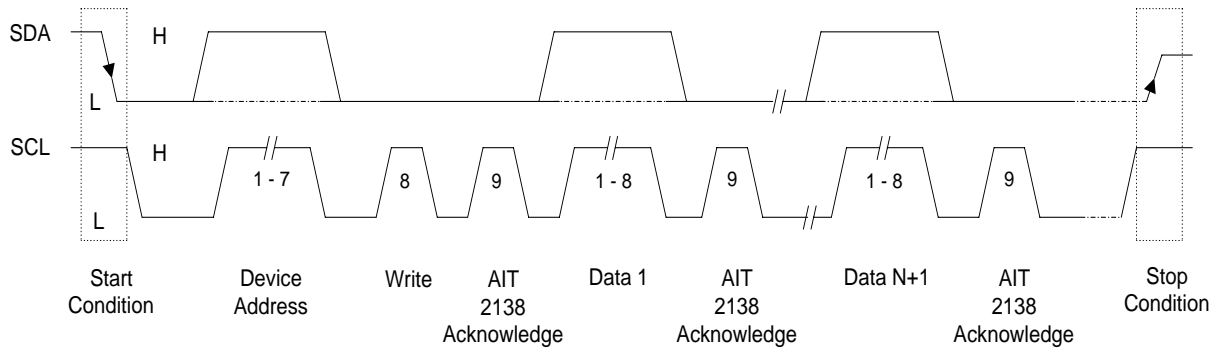 SDA
H
L
SCL
H
L
1 - 7
8
9
1 - 8
9
1 - 8
9
Start
Condition
Device
Address
Write
AIT
2138
Acknowledge
Data 1
AIT
2138
Acknowledge
Data N+1
AIT
2138
Acknowledge
Stop
Condition